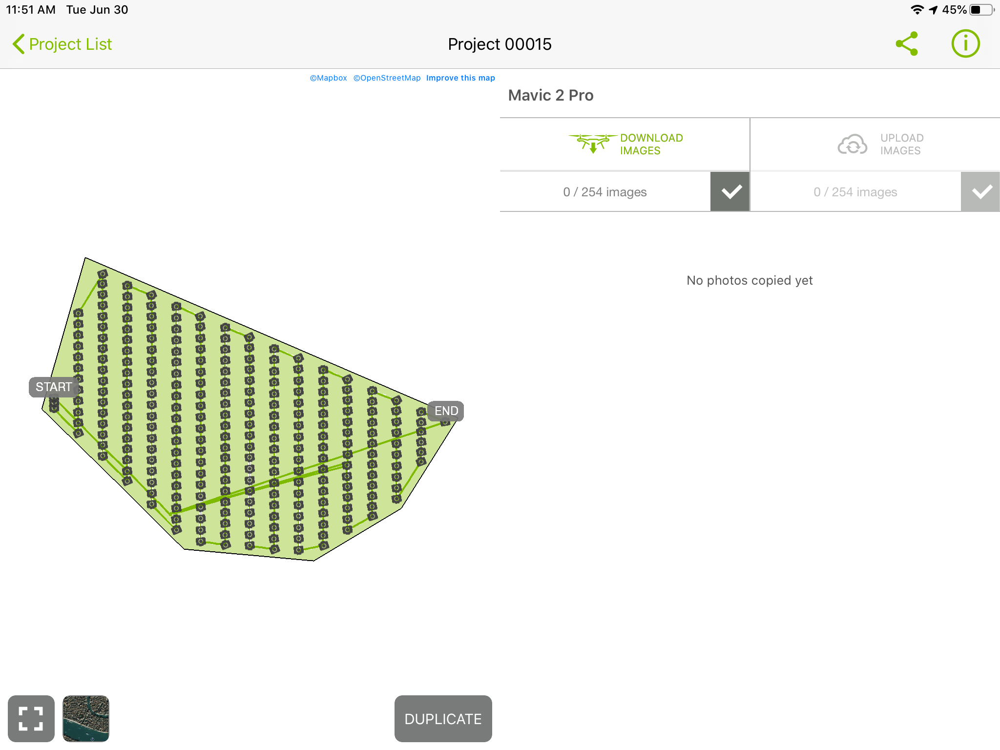 11:51 AM Tue Jun 30
45%
Project List
Project 00015
©Mapbox ©OpenStreetMap Improve this map
Mavic 2 Pro
DOWNLOAD
IMAGES
UPLOAD
IMAGES
0 / 254 images
0 / 254 images
No photos copied yet
START
END
DUPLICATE